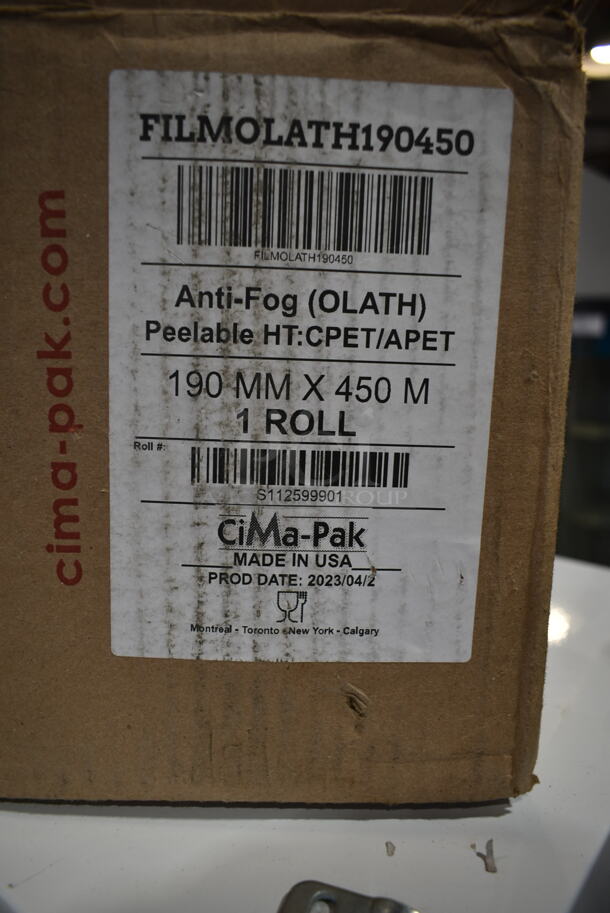 FILMOLATH190450
FILMOLATH190450
Anti-Fog (OLATH)
Peelable HT:CPET/APET
190 MM X 450 M
1 ROLL
Roll #:
S112599901
GROUP
CiMa-Pak
MADE IN USA
PROD DATE: 2023/04/2
Montreal - Toronto - New York - Calgary
cima-pak.com